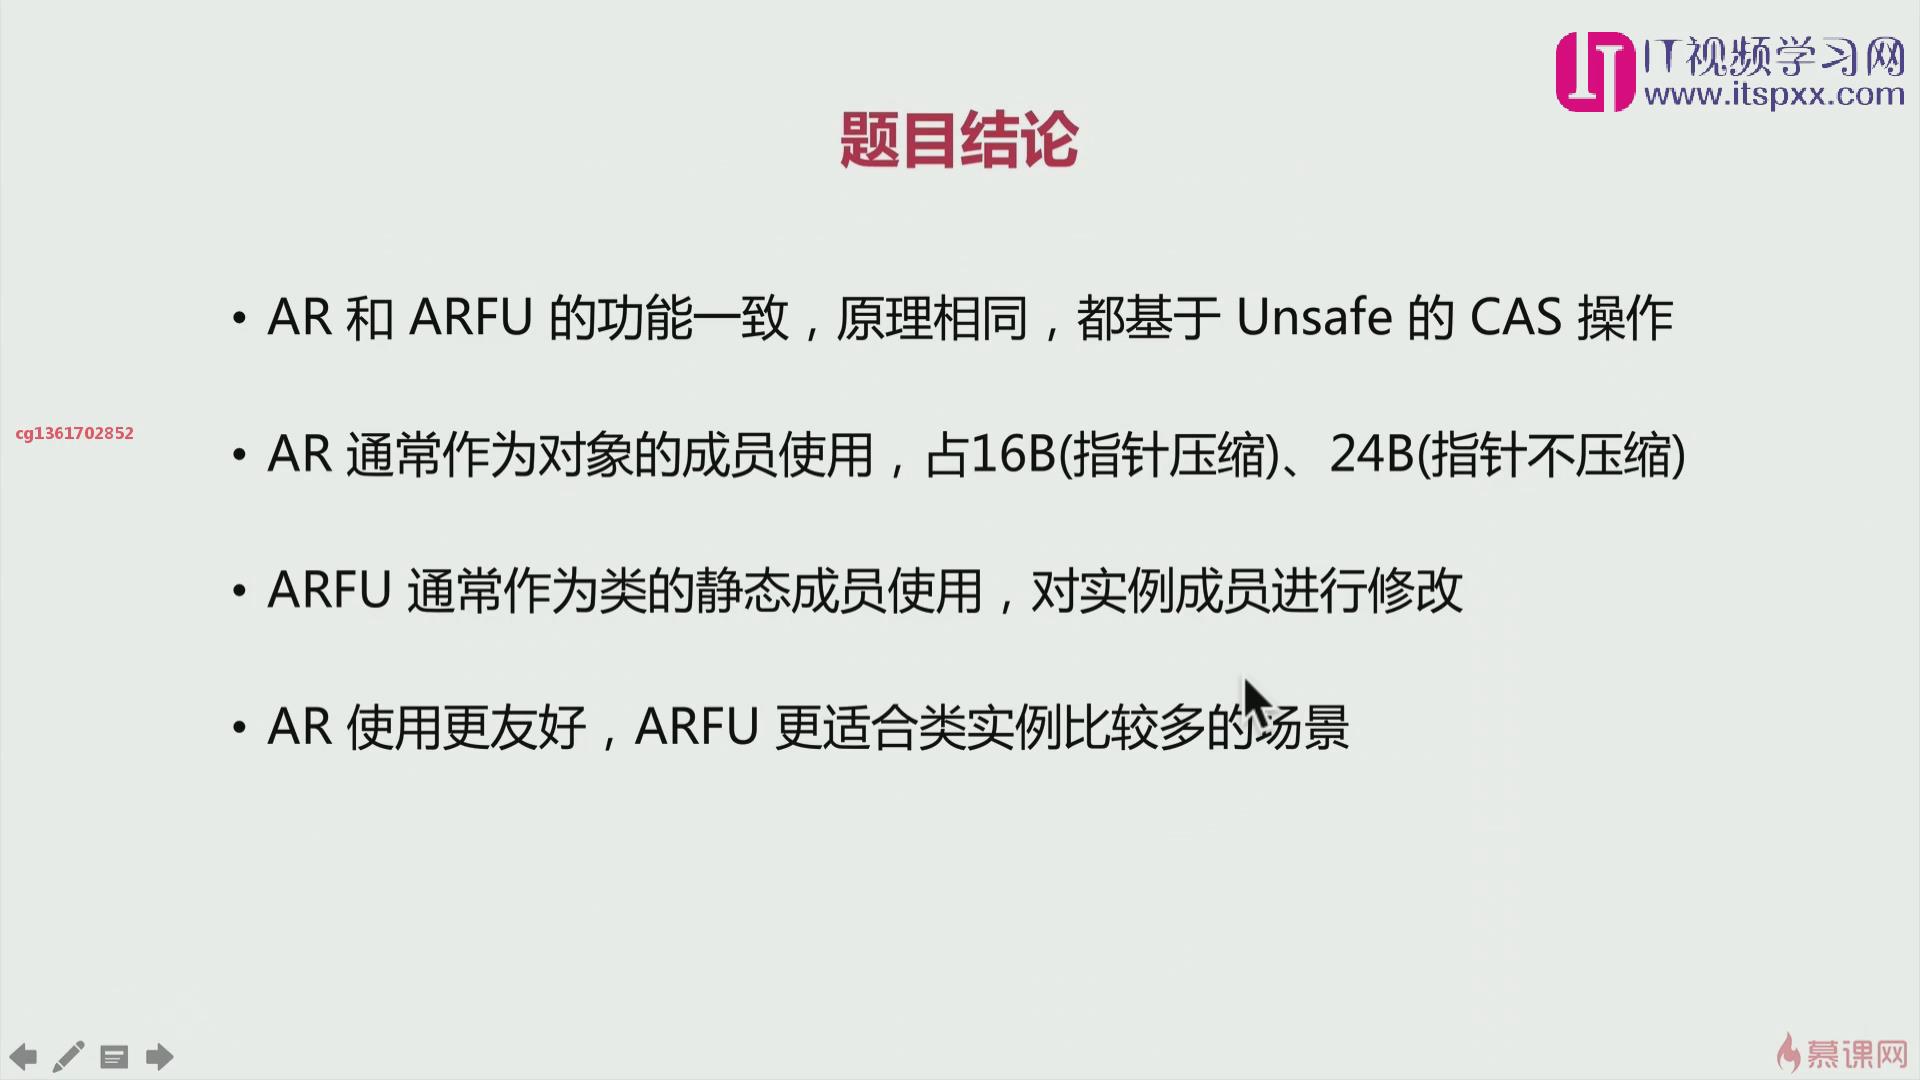 IT视频学习网
www.itspxx.com
题目结论
• AR 和 ARFU 的功能一致，原理相同，都基于 Unsafe 的 CAS 操作
cg1361702852
• AR 通常作为对象的成员使用，占16B(指针压缩)、24B(指针不压缩)
• ARFU 通常作为类的静态成员使用，对实例成员进行修改
• AR 使用更友好，ARFU 更适合类实例比较多的场景
慕课网